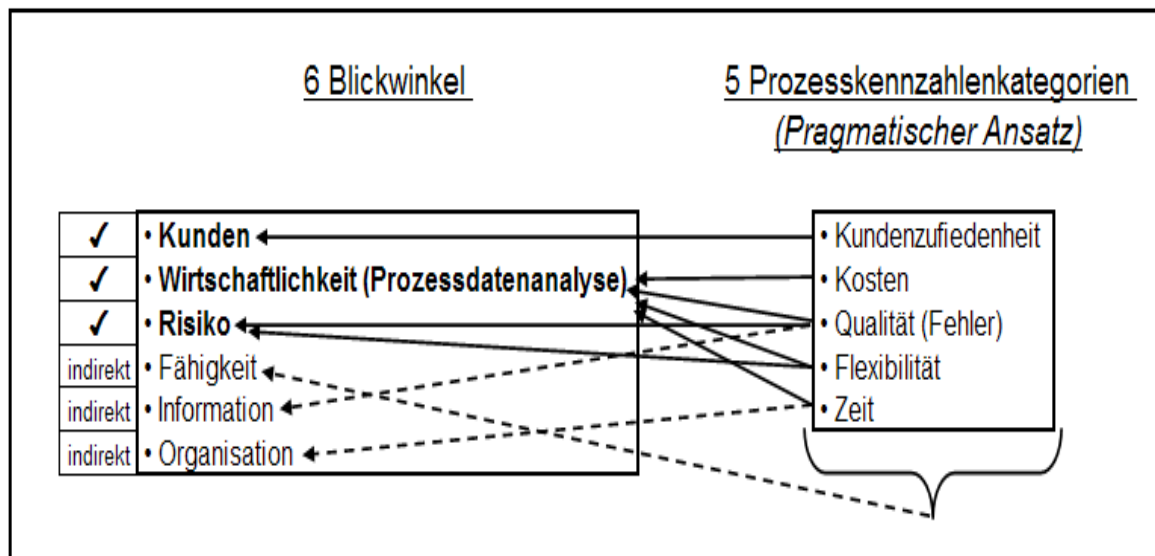 6 Blickwinkel
5 Prozesskennzahlenkategorien
(Pragmatischer Ansatz)
✓ • Kunden
✓ • Wirtschaftlichkeit (Prozessdatenanalyse)
✓ • Risiko
indirekt • Fähigkeit
indirekt • Information
indirekt • Organisation
• Kundenzufiedenheit
• Kosten
• Qualität (Fehler)
• Flexibilität
• Zeit